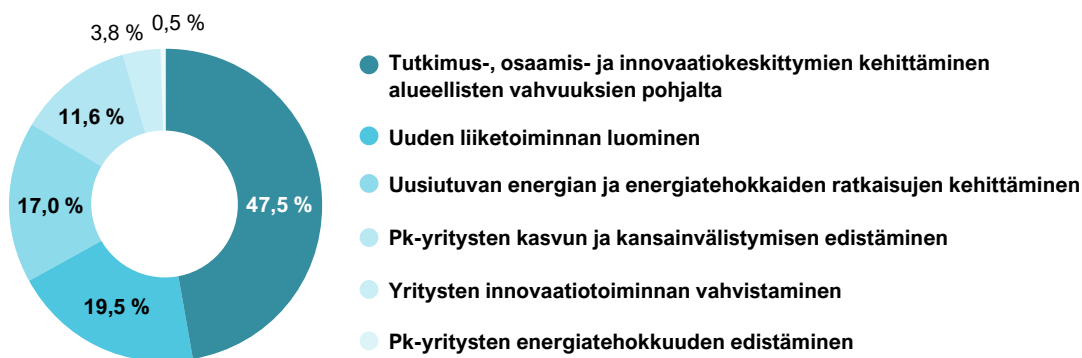 3,8 %
0,5 %
11,6 %
17,0 %
47,5 %
19,5 %
Tutkimus-, osaamis- ja innovaatiokeskittymien kehittäminen
alueellisten vahvuuksien pohjalta
Uuden liiketoiminnan luominen
Uusiutuvan energian ja energiatehokkaiden ratkaisujen kehittäminen
Pk-yritysten kasvun ja kansainvälistymisen edistäminen
Yritysten innovaatiotoiminnan vahvistaminen
Pk-yritysten energiatehokkuuden edistäminen